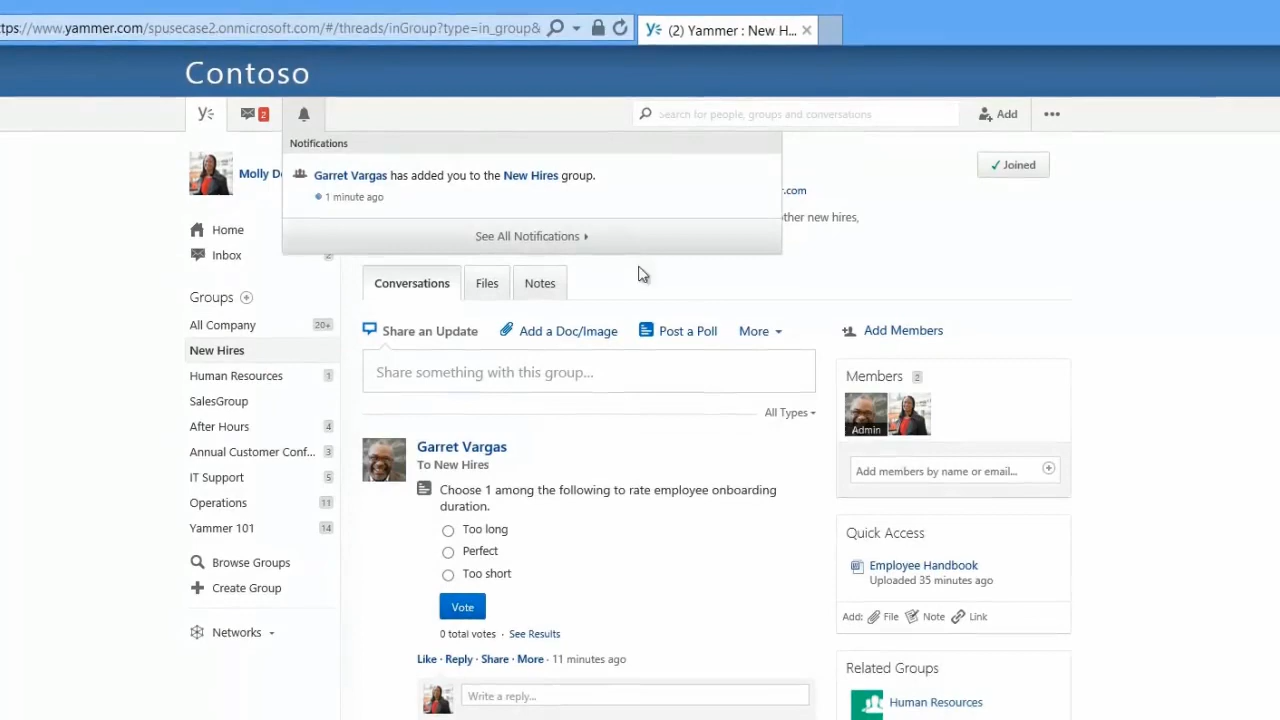 https://www.yammer.com/spusecase2.onmicrosoft.com/#/threads/inGroup?type=in_group&
(2) Yammer : New H...
Contoso
2
Search for people, groups and conversations
Add
Notifications
Garret Vargas has added you to the New Hires group.
1 minute ago
See All Notifications
Molly D
.com
other new hires,
Joined
Home
Inbox
2
Groups
All Company 20+
New Hires
Human Resources 1
SalesGroup
After Hours 4
Annual Customer Conf... 3
IT Support 5
Operations 11
Yammer 101 14
Browse Groups
Create Group
Networks
Conversations Files Notes
Share an Update Add a Doc/Image Post a Poll More
Share something with this group...
All Types
Garret Vargas
To New Hires
Choose 1 among the following to rate employee onboarding
duration.
Too long
Perfect
Too short
Vote
0 total votes · See Results
Like · Reply · Share · More · 11 minutes ago
Write a reply...
Add Members
Members 2
Admin
Add members by name or email...
Quick Access
Employee Handbook
Uploaded 35 minutes ago
Add: File Note Link
Related Groups
Human Resources